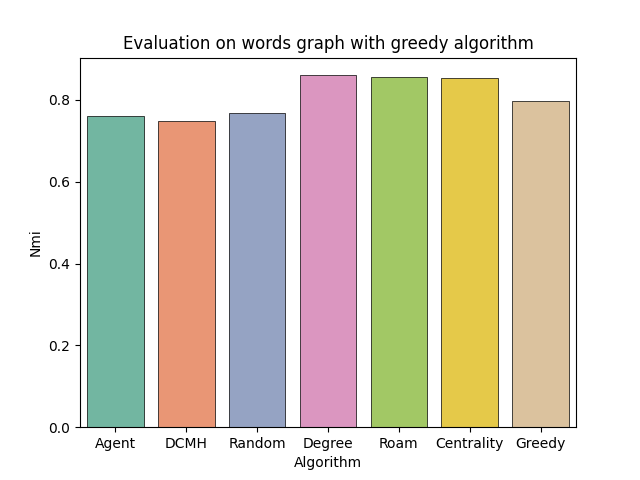 Evaluation on words graph with greedy algorithm
Nmi
0.8
0.6
0.4
0.2
0.0
Agent DCMH Random Degree Roam Centrality Greedy
Algorithm